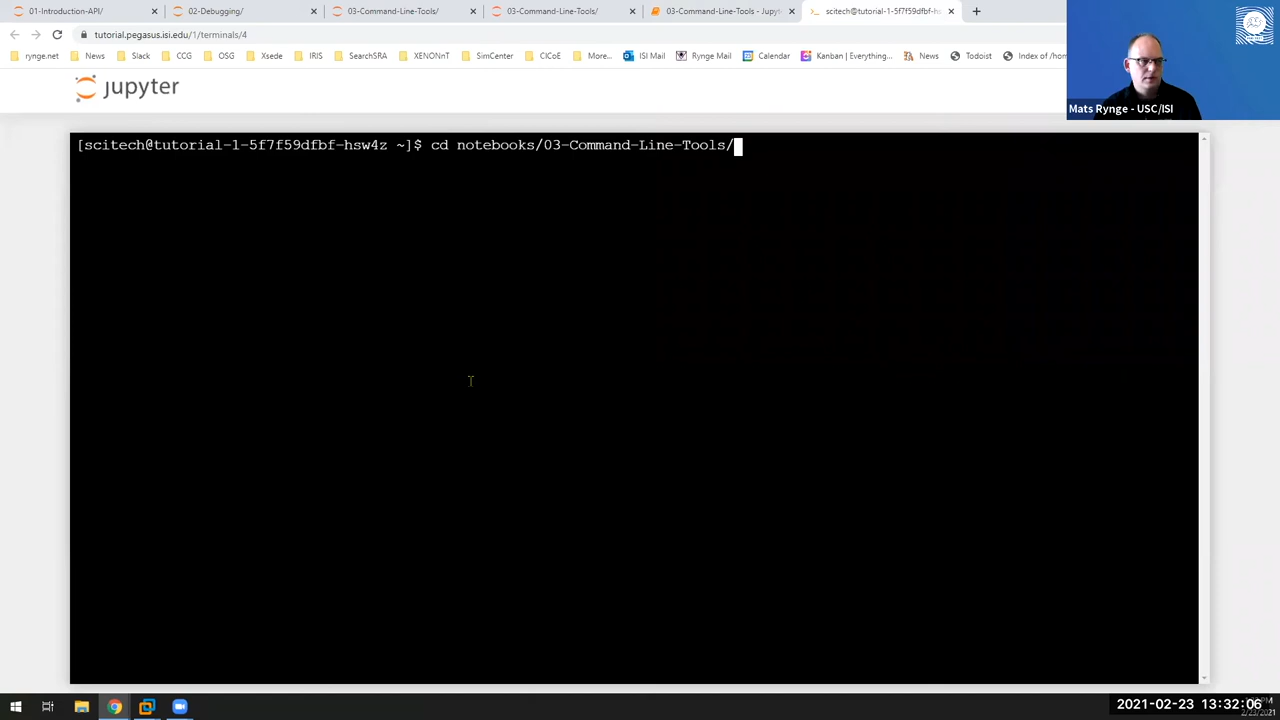 01-Introduction-API/
02-Debugging/
03-Command-Line-Tools/
03-Command-Line-Tools/
03-Command-Line-Tools - Jupyt
scitech@tutorial-1-5f7f59dfbf-h
tutorial.pegasus.isi.edu/1/terminals/4
rynge.net
News
Slack
CCG
OSG
Xsede
IRIS
SearchSRA
XENONnT
SimCenter
CICoE
More...
ISI Mail
Rynge Mail
Calendar
Kanban | Everything...
News
Todoist
Index of /hom
Mats Rynge - USC/ISI
jupyter
[scitech@tutorial-1-5f7f59dfbf-hsw4z ~]$ cd notebooks/03-Command-Line-Tools/
2021-02-23 13:32:06